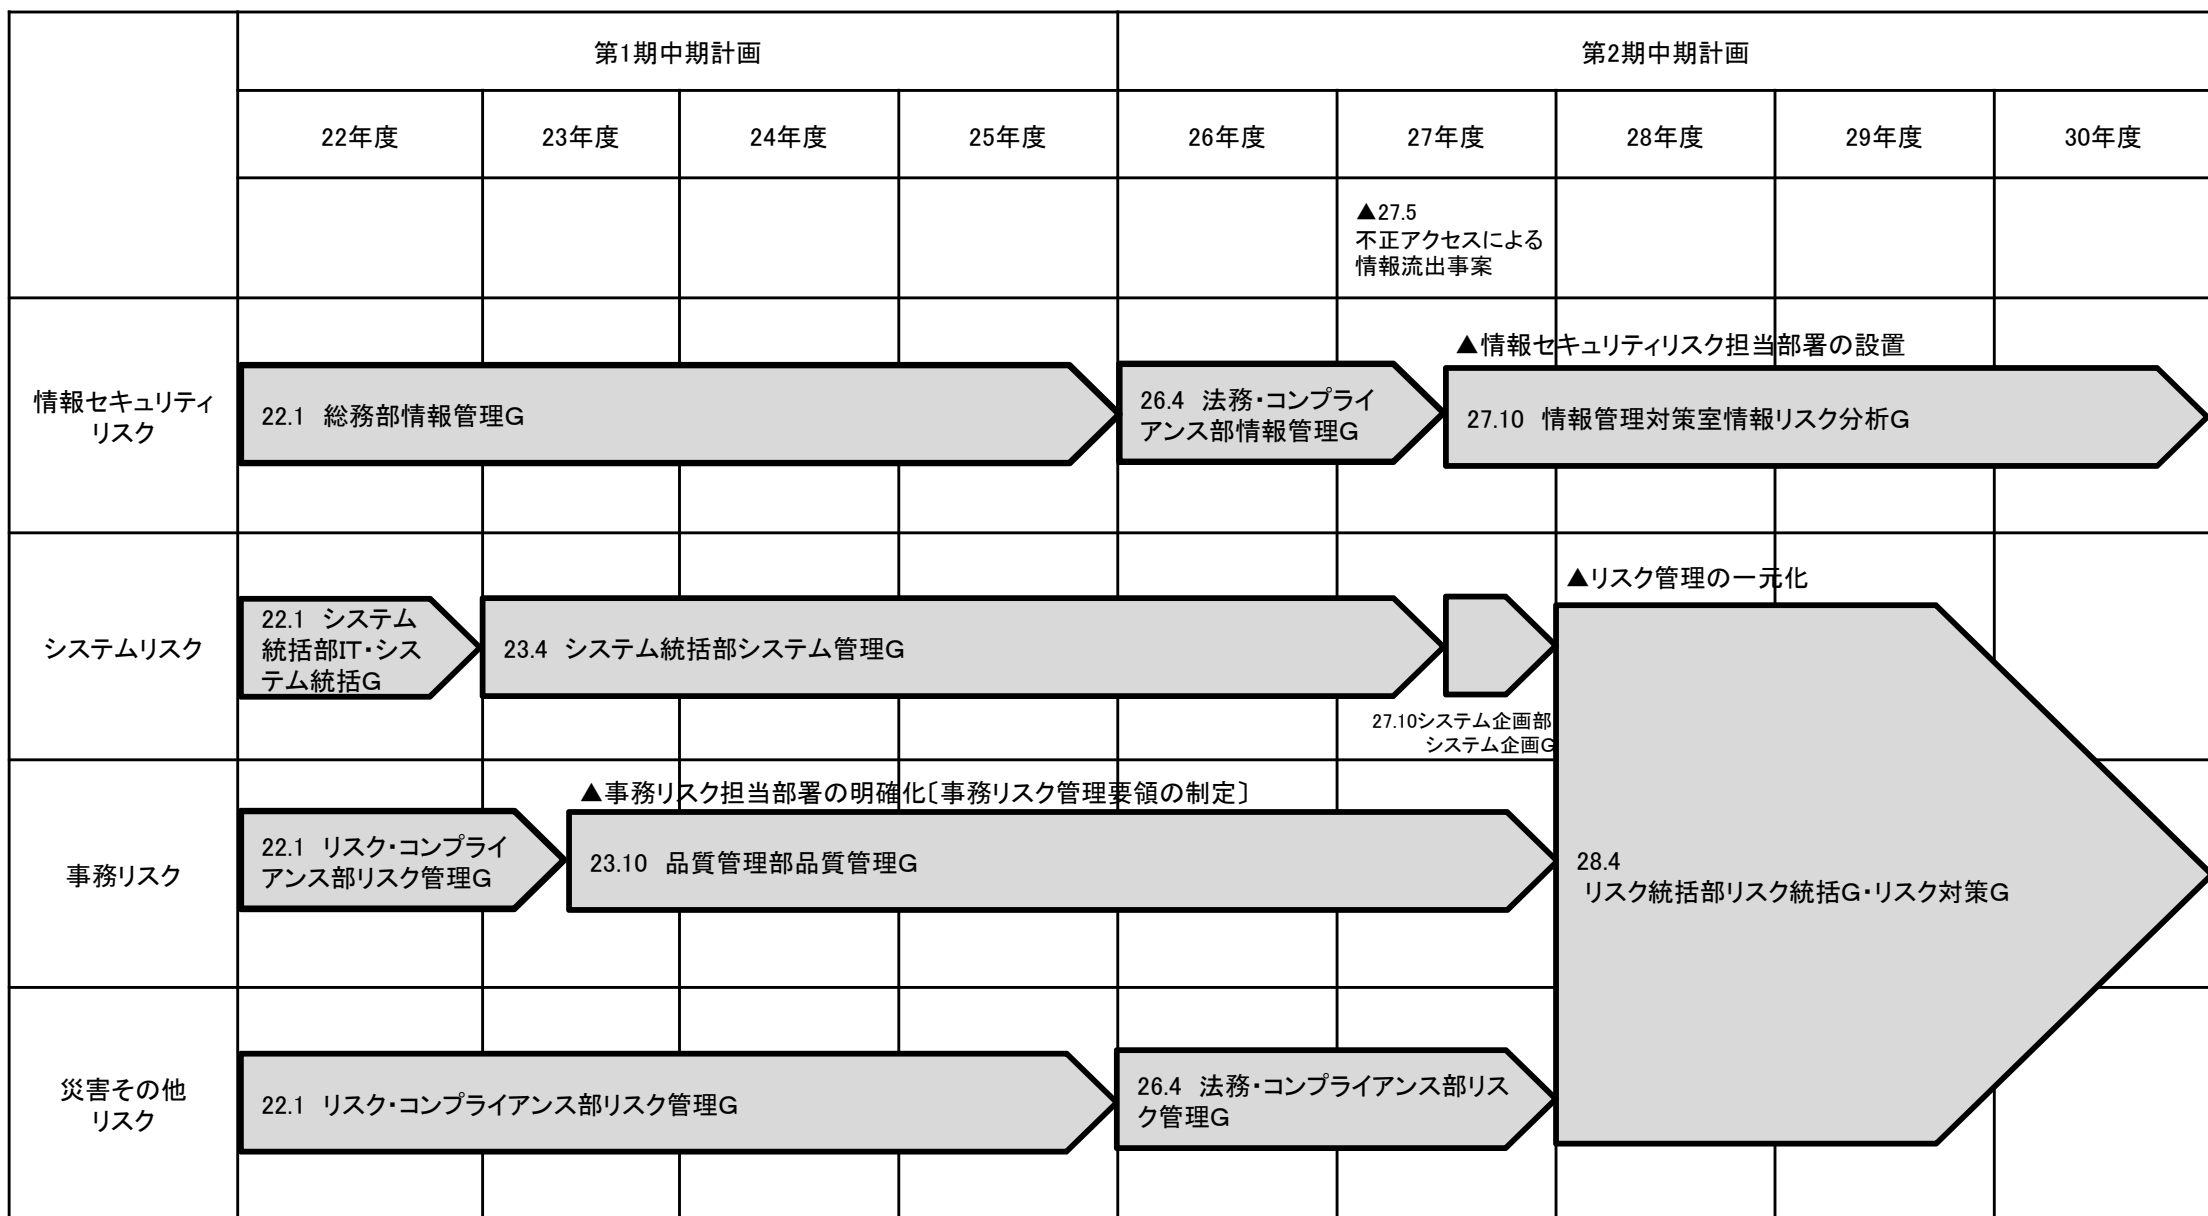 第1期中期計画
第2期中期計画
22年度
23年度
24年度
25年度
26年度
27年度
28年度
29年度
30年度
▲27.5
不正アクセスによる
情報流出事案
情報セキュリティ
リスク
▲情報セキュリティリスク担当部署の設置
22.1 総務部情報管理G
26.4 法務・コンプライ
アンス部情報管理G
27.10 情報管理対策室情報リスク分析G
システムリスク
▲リスク管理の一元化
22.1 システム
統括部IT・シス
テム統括G
23.4 システム統括部システム管理G
27.10システム企画部
システム企画G
事務リスク
▲事務リスク担当部署の明確化〔事務リスク管理要領の制定〕
22.1 リスク・コンプライ
アンス部リスク管理G
23.10 品質管理部品質管理G
28.4
リスク統括部リスク統括G・リスク対策G
災害その他
リスク
22.1 リスク・コンプライアンス部リスク管理G
26.4 法務・コンプライアンス部リス
ク管理G